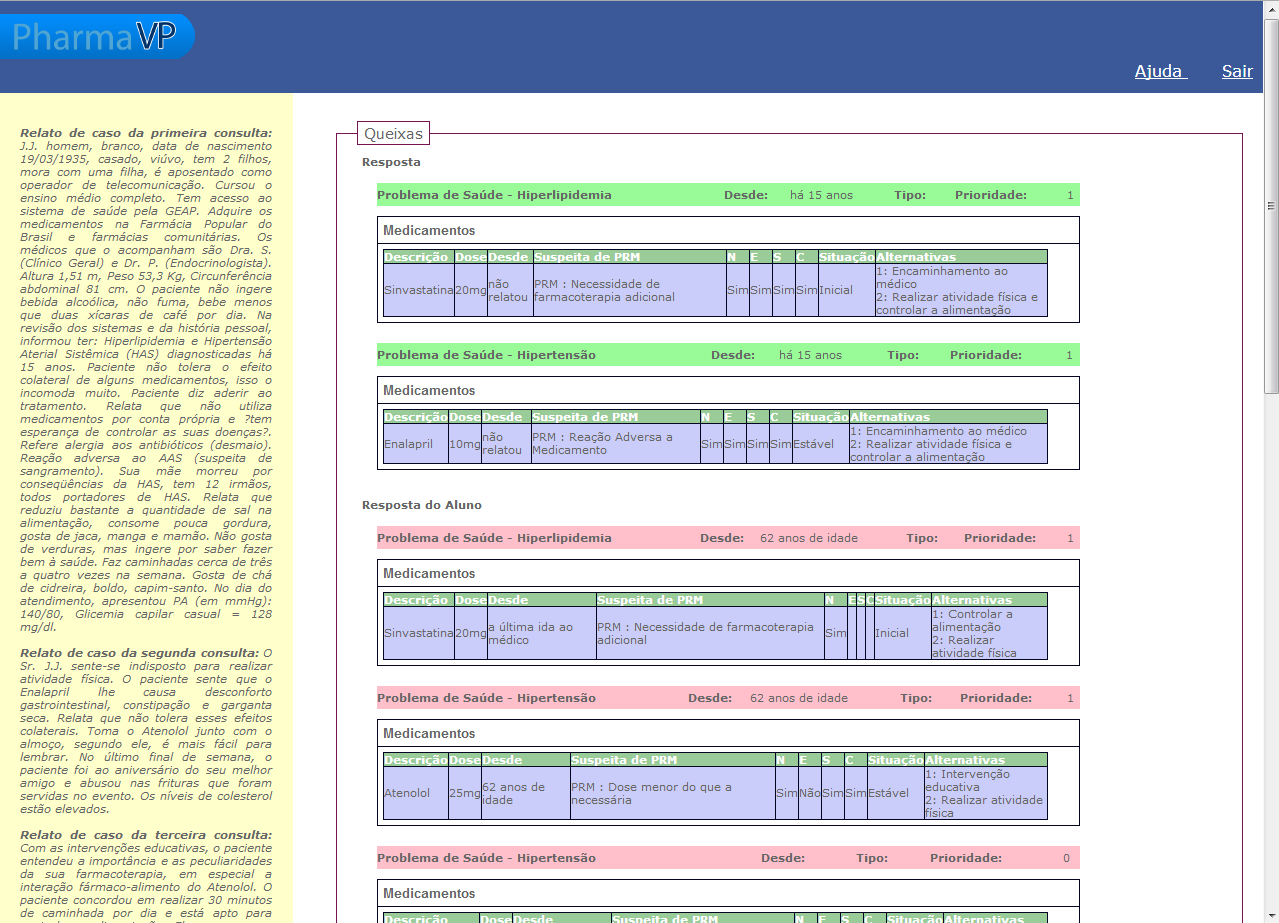 PharmaVP
Ajuda
Sair
Relato de caso da primeira consulta:
J.J. homem, branco, data de nascimento
19/03/1935, casado, viúvo, tem 2 filhos,
mora com uma filha, é aposentado como
operador de telecomunicação. Cursou o
ensino médio completo. Tem acesso ao
sistema de saúde pela GEAP. Adquire os
medicamentos na Farmácia Popular do
Brasil e farmácias comunitárias. Os
médicos que o acompanham são Dra. S.
(Clínico Geral) e Dr. P. (Endocrinologista).
Altura 1,51 m, Peso 53,3 Kg, Circunferência
abdominal 81 cm. O paciente não ingere
bebida alcoólica, não fuma, bebe menos
que duas xícaras de café por dia. Na
revisão dos sistemas e da história pessoal,
informou ter: Hiperlipidemia e Hipertensão
Aterial Sistêmica (HAS) diagnosticadas há
15 anos. Paciente não tolera o efeito
colateral de alguns medicamentos, isso o
incomoda muito. Paciente diz aderir ao
tratamento. Relata que não utiliza
medicamentos por conta própria e ?tem
esperança de controlar as suas doenças?.
Refere alergia aos antibióticos (desmaio).
Reação adversa ao AAS (suspeita de
sangramento). Sua mãe morreu por
conseqüências da HAS, tem 12 irmãos,
todos portadores de HAS. Relata que
reduziu bastante a quantidade de sal na
alimentação, consome pouca gordura,
gosta de jaca, manga e mamão. Não gosta
de verduras, mas ingere por saber fazer
bem à saúde. Faz caminhadas cerca de três
a quatro vezes na semana. Gosta de chá
de cidreira, boldo, capim-santo. No dia do
atendimento, apresentou PA (em mmHg):
140/80, Glicemia capilar casual = 128
mg/dl.
Relato de caso da segunda consulta: O
Sr. J.J. sente-se indisposto para realizar
atividade física. O paciente sente que o
Enalapril lhe causa desconforto
gastrointestinal, constipação e garganta
seca. Relata que não tolera esses efeitos
colaterais. Toma o Atenolol junto com o
almoço, segundo ele, é mais fácil para
lembrar. No último final de semana, o
paciente foi ao aniversário do seu melhor
amigo e abusou nas frituras que foram
servidas no evento. Os níveis de colesterol
estão elevados.
Relato de caso da terceira consulta:
Com as intervenções educativas, o paciente
entendeu a importância e as peculiaridades
da sua farmacoterapia, em especial a
interação fármaco-alimento do Atenolol. O
paciente concordou em realizar 30 minutos
de caminhada por dia e está apto para
Queixas
Resposta
Problema de Saúde - Hiperlipidemia Desde: há 15 anos Tipo: Prioridade: 1
Medicamentos
Descrição Dose Desde Suspeita de PRM N E S C Situação Alternativas
Sinvastatina 20mg não relatou PRM : Necessidade de farmacoterapia adicional Sim Sim Sim Sim Inicial 1: Encaminhamento ao médico 2: Realizar atividade física e controlar a alimentação
Problema de Saúde - Hipertensão Desde: há 15 anos Tipo: Prioridade: 1
Medicamentos
Descrição Dose Desde Suspeita de PRM N E S C Situação Alternativas
Enalapril 10mg não relatou PRM : Reação Adversa a Medicamento Sim Sim Sim Sim Estável 1: Encaminhamento ao médico 2: Realizar atividade física e controlar a alimentação
Resposta do Aluno
Problema de Saúde - Hiperlipidemia Desde: 62 anos de idade Tipo: Prioridade: 1
Medicamentos
Descrição Dose Desde Suspeita de PRM N E S C Situação Alternativas
Sinvastatina 20mg a última ida ao médico PRM : Necessidade de farmacoterapia adicional Sim Inicial 1: Controlar a alimentação 2: Realizar atividade física
Problema de Saúde - Hipertensão Desde: 62 anos de idade Tipo: Prioridade: 1
Medicamentos
Descrição Dose Desde Suspeita de PRM N E S C Situação Alternativas
Atenolol 25mg 62 anos de idade PRM : Dose menor do que a necessária Sim Não Sim Sim Estável 1: Intervenção educativa 2: Realizar atividade física
Problema de Saúde - Hipertensão Desde: Tipo: Prioridade: 0
Medicamentos
Descrição Dose Desde Suspeita de PRM N E S C Situação Alternativas